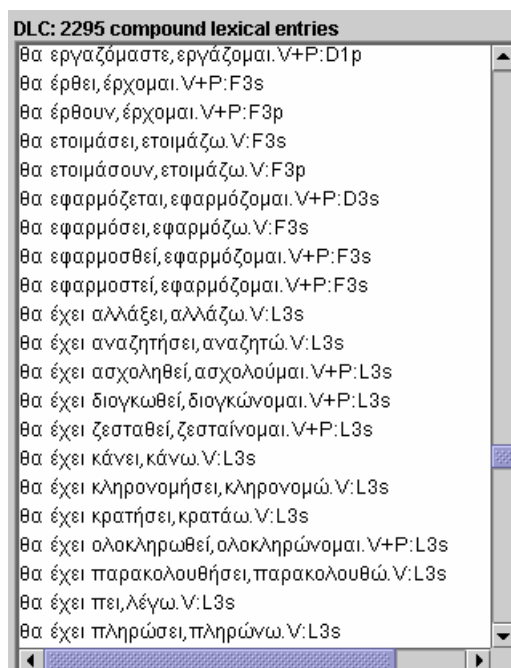 DLC: 2295 compound lexical entries
θα εργαζόμαστε,εργάζομαι.V+P:D1p
θα έρθει,έρχομαι.V+P:F3s
θα έρθουν,έρχομαι.V+P:F3p
θα ετοιμάσει,ετοιμάζω.V:F3s
θα ετοιμάσουν,ετοιμάζω.V:F3p
θα εφαρμόζεται,εφαρμόζομαι.V+P:D3s
θα εφαρμόσει,εφαρμόζω.V:F3s
θα εφαρμοσθεί,εφαρμόζομαι.V+P:F3s
θα εφαρμοστεί,εφαρμόζομαι.V+P:F3s
θα έχει αλλάξει,αλλάζω.V:L3s
θα έχει αναζητήσει,αναζητώ.V:L3s
θα έχει ασχοληθεί,ασχολούμαι.V+P:L3s
θα έχει διογκωθεί,διογκώνομαι.V+P:L3s
θα έχει ζεσταθεί,ζεσταίνομαι.V+P:L3s
θα έχει κάνει,κάνω.V:L3s
θα έχει κληρονομήσει,κληρονομώ.V:L3s
θα έχει κρατήσει,κρατάω.V:L3s
θα έχει ολοκληρωθεί,ολοκληρώνομαι.V+P:L3s
θα έχει παρακολουθήσει,παρακολουθώ.V:L3s
θα έχει πει,λέγω.V:L3s
θα έχει πληρώσει,πληρώνω.V:L3s